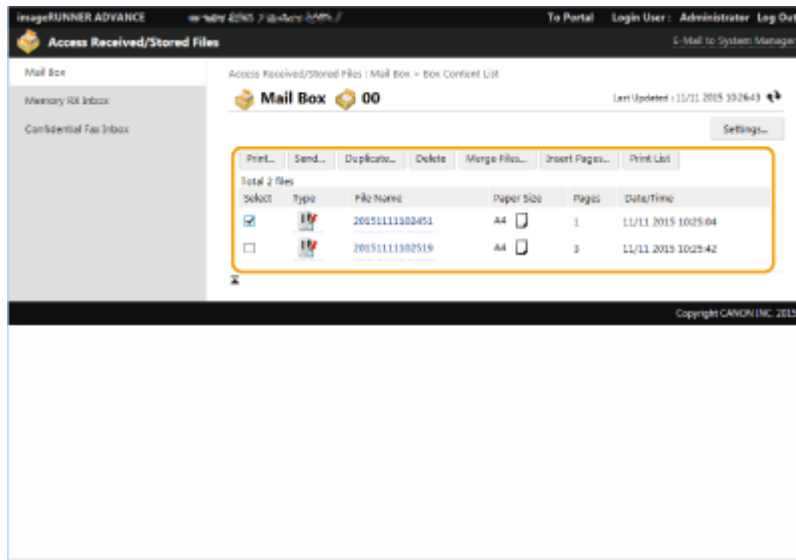 imageRUNNER ADVANCE To Portal Login User : Administrator Log Out
Access Received/Stored Files E-Mail to System Manager
Mail Box
Memory RX Inbox
Confidential Fax Inbox
Access Received/Stored Files : Mail Box > Box Content List
Mail Box 00 Last Updated : 11/11 2015 10:26:43
Settings...
Print... Send... Duplicate... Delete Merge Files... Insert Pages... Print List
Total 2 files
Select Type File Name Paper Size Pages Date/Time
20151111102451 A4 1 11/11 2015 10:25:04
20151111102519 A4 3 11/11 2015 10:25:42
Copyright CANON INC. 2015